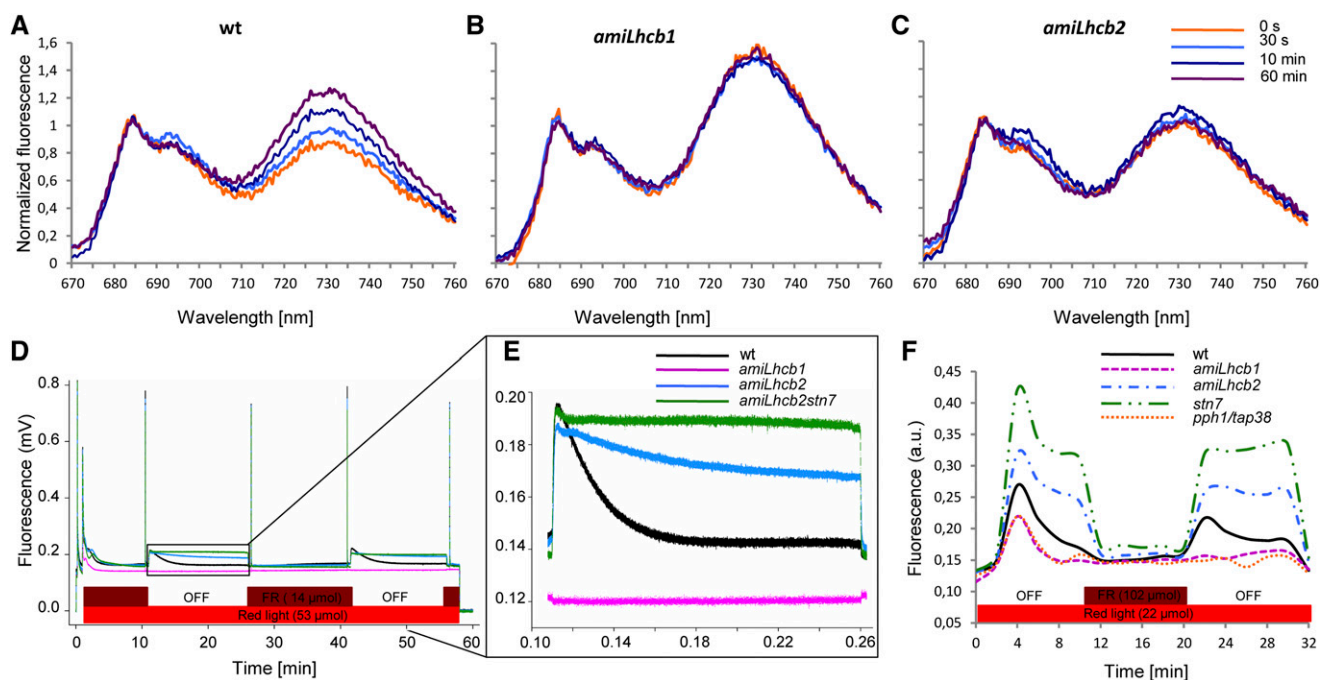 A
wt
Normalized fluorescence
1,6
1,4
1,2
1
0,8
0,6
0,4
0,2
0
670 680 690 700 710 720 730 740 750 760
Wavelength [nm]
B
amiLhcb1
670 680 690 700 710 720 730 740 750 760
Wavelength [nm]
C
amiLhcb2
0 s
30 s
10 min
60 min
670 680 690 700 710 720 730 740 750 760
Wavelength [nm]
D
Fluorescence (mV)
0.8
0.6
0.4
0.2
0.0
OFF
FR ( 14 µmol)
OFF
Red light (53 µmol)
0 10 20 30 40 50 60
Time [min]
E
wt
amiLhcb1
amiLhcb2
amiLhcb2stn7
0.20
0.18
0.16
0.14
0.12
0.10 0.14 0.18 0.22 0.26
F
wt
amiLhcb1
amiLhcb2
stn7
pph1/tap38
Fluorescence (a.u.)
0,45
0,40
0,35
0,30
0,25
0,20
0,15
0,10
0,05
OFF
FR (102 µmol)
OFF
Red light (22 µmol)
0 4 8 12 16 20 24 28 32
Time [min]